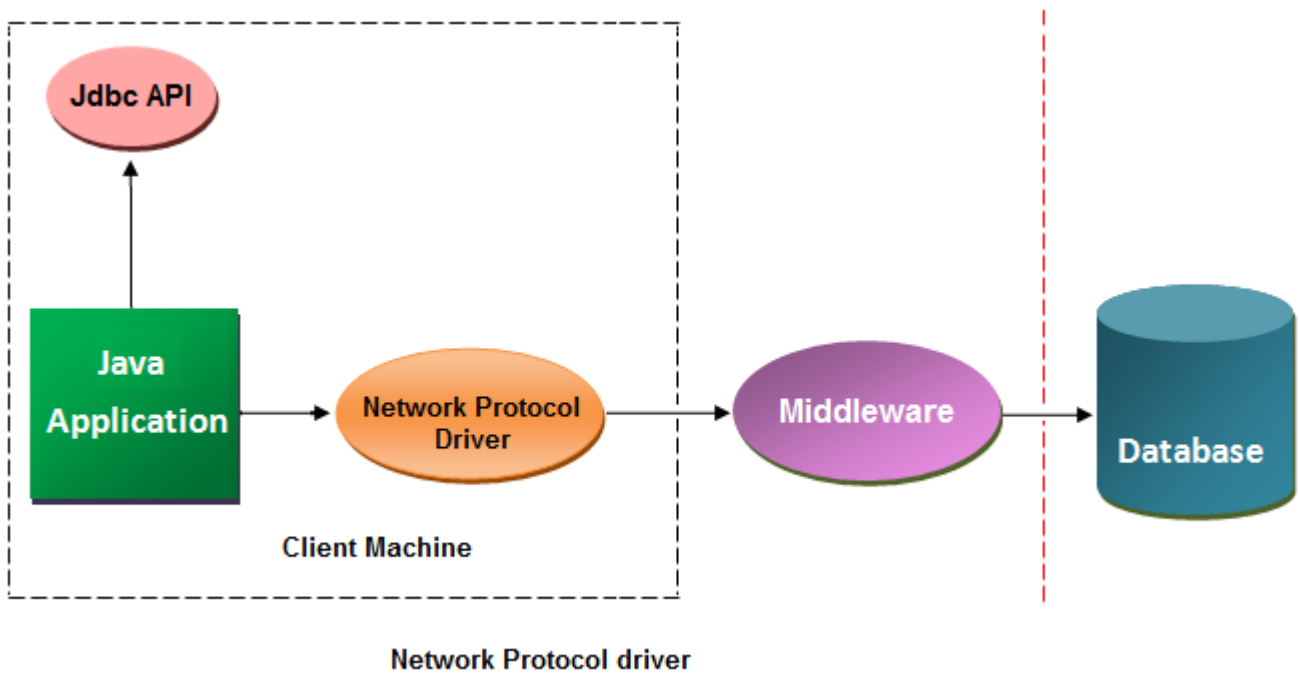 Jdbc API
Java
Application
Network Protocol
Driver
Middleware
Database
Client Machine
Network Protocol driver